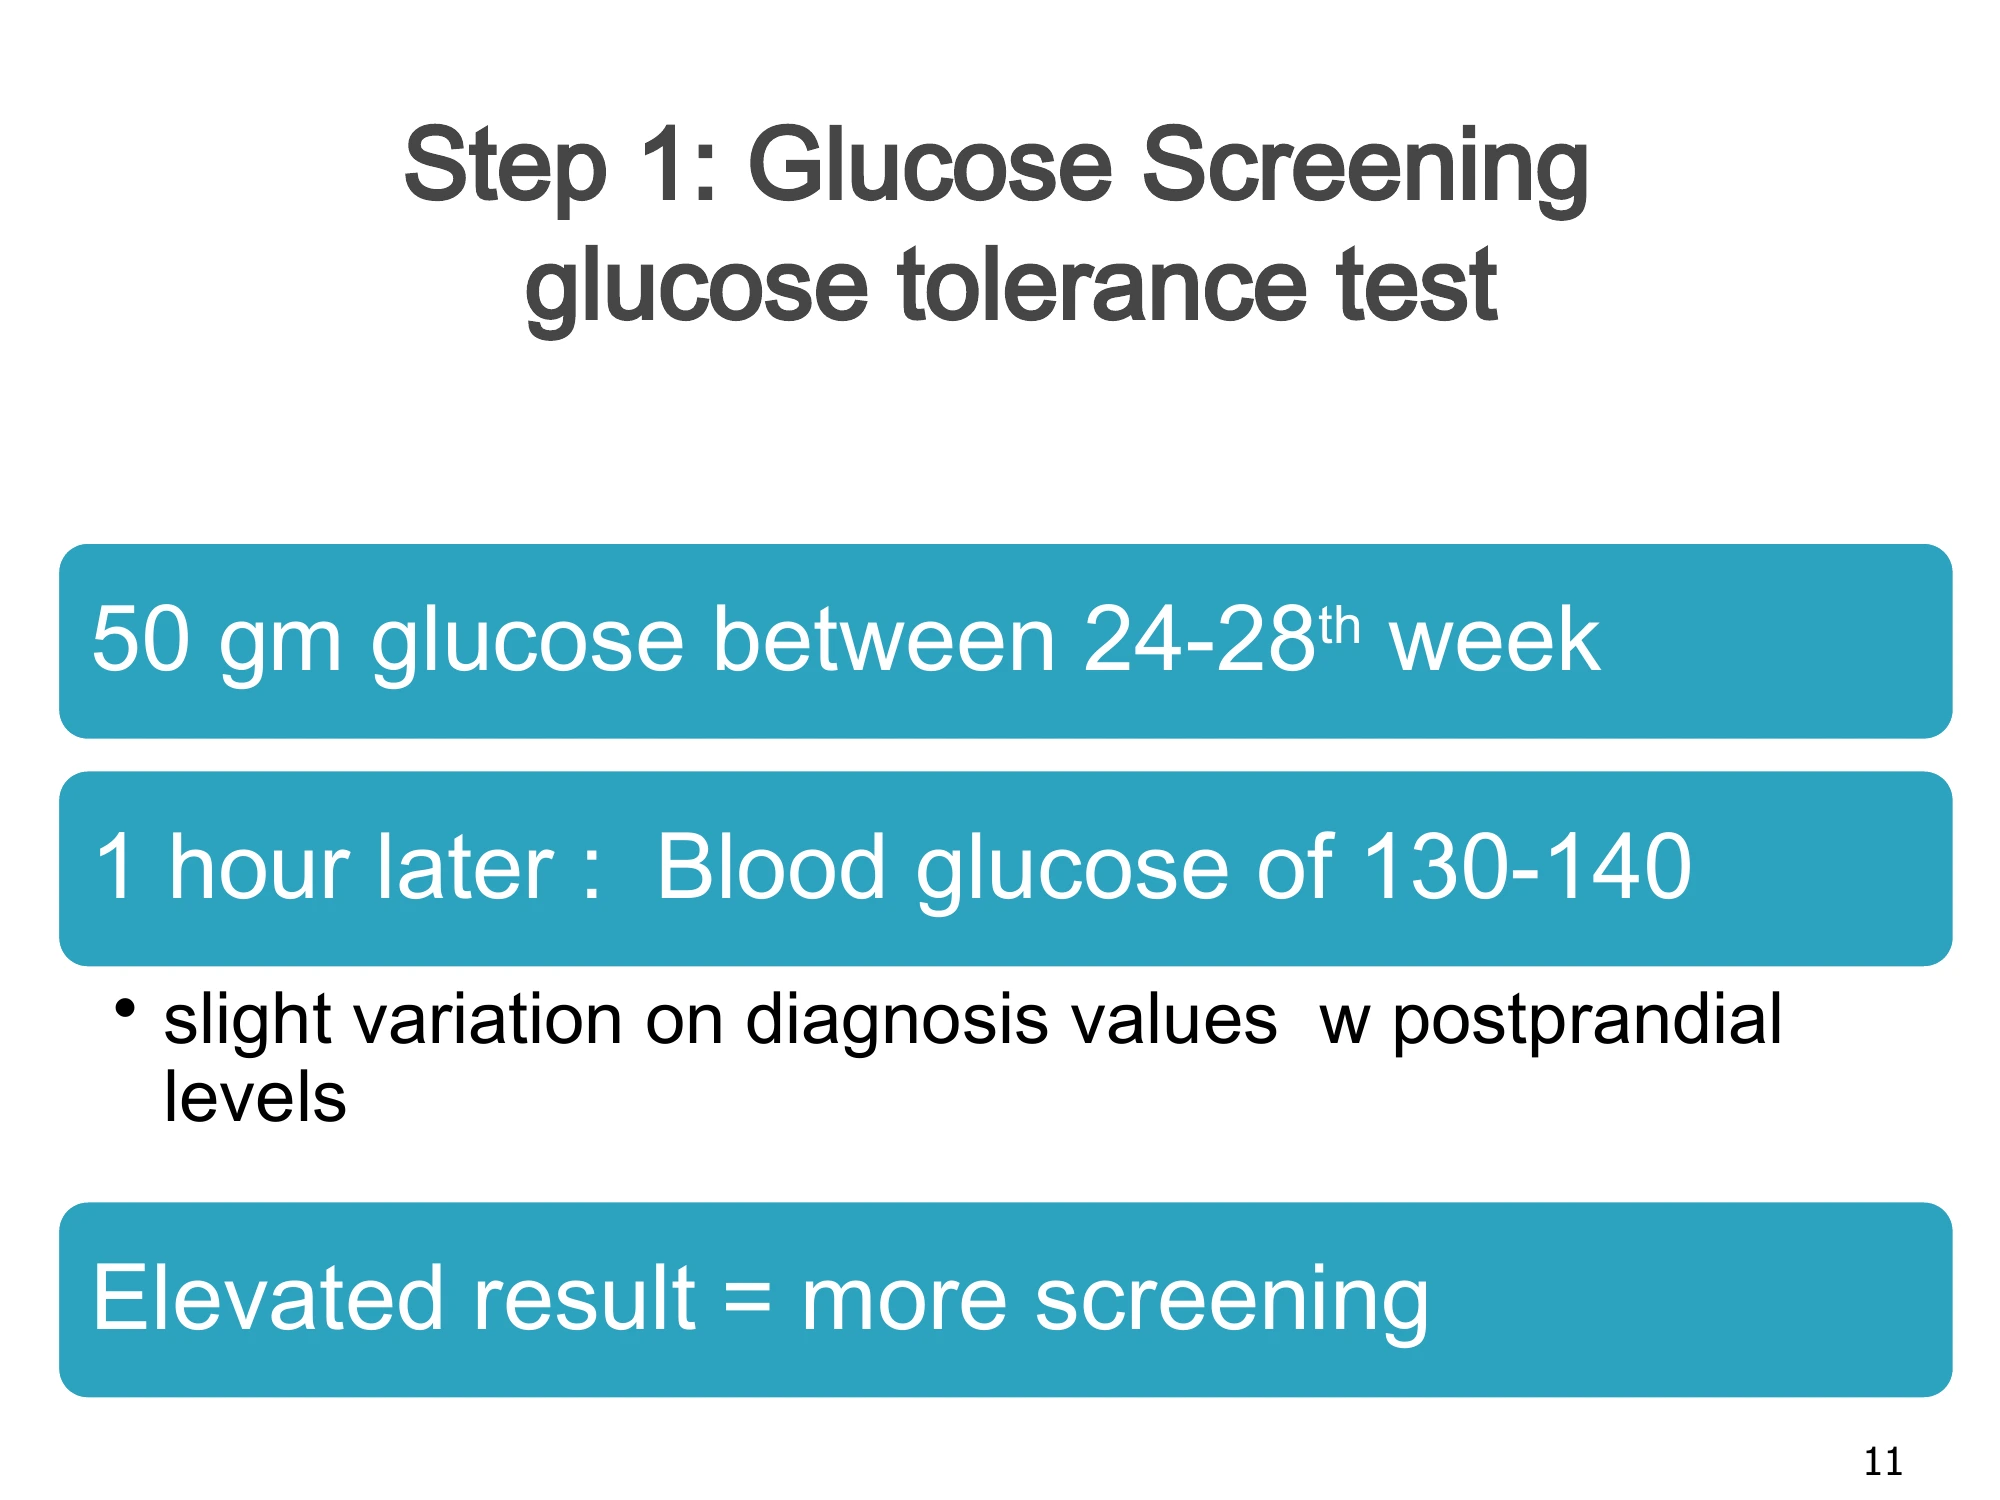 Step 1: Glucose Screening
glucose tolerance test
50 gm glucose between 24-28th week
1 hour later :  Blood glucose of 130-140
• slight variation on diagnosis values  w postprandial
levels
Elevated result = more screening
11